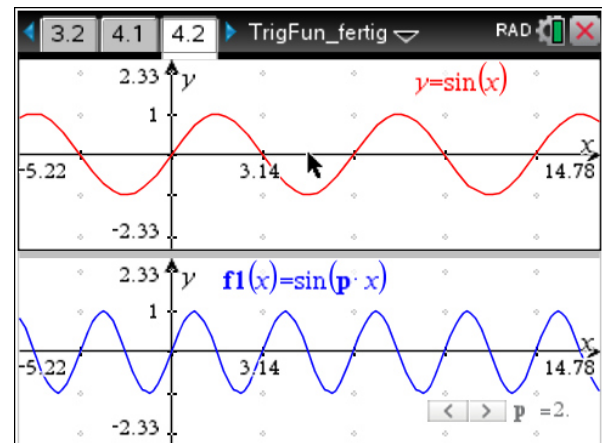 3.2 4.1 4.2 TrigFun_fertig RAD
2.33 y y=sin(x)
1
-5.22 3.14 14.78 x
-2.33
2.33 y f1(x)=sin(p· x)
1
-5.22 3.14 14.78 x
p =2.
-2.33